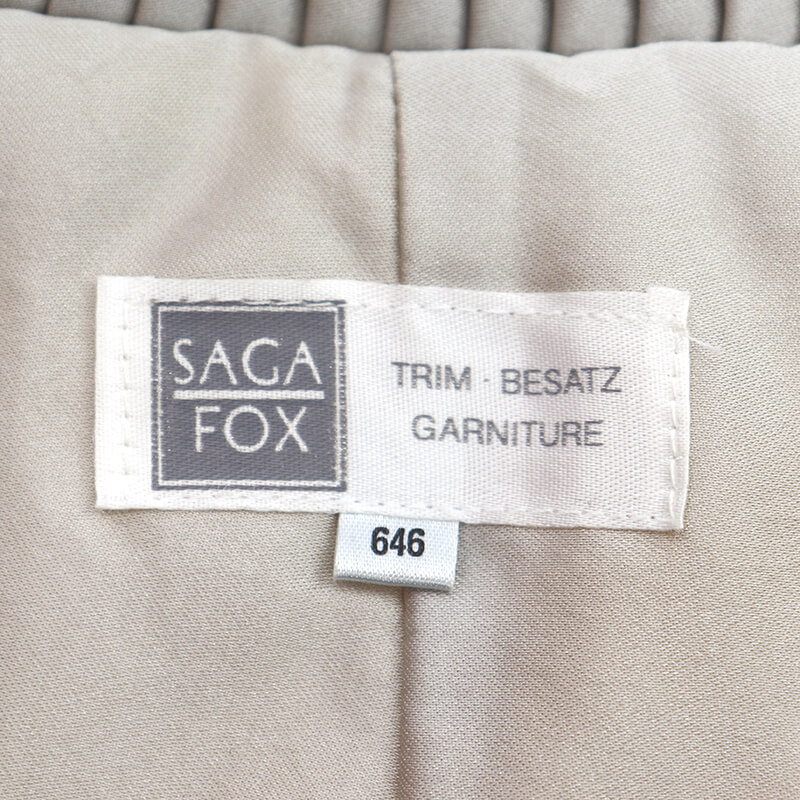 SAGA
FOX
TRIM · BESATZ
GARNITURE
646